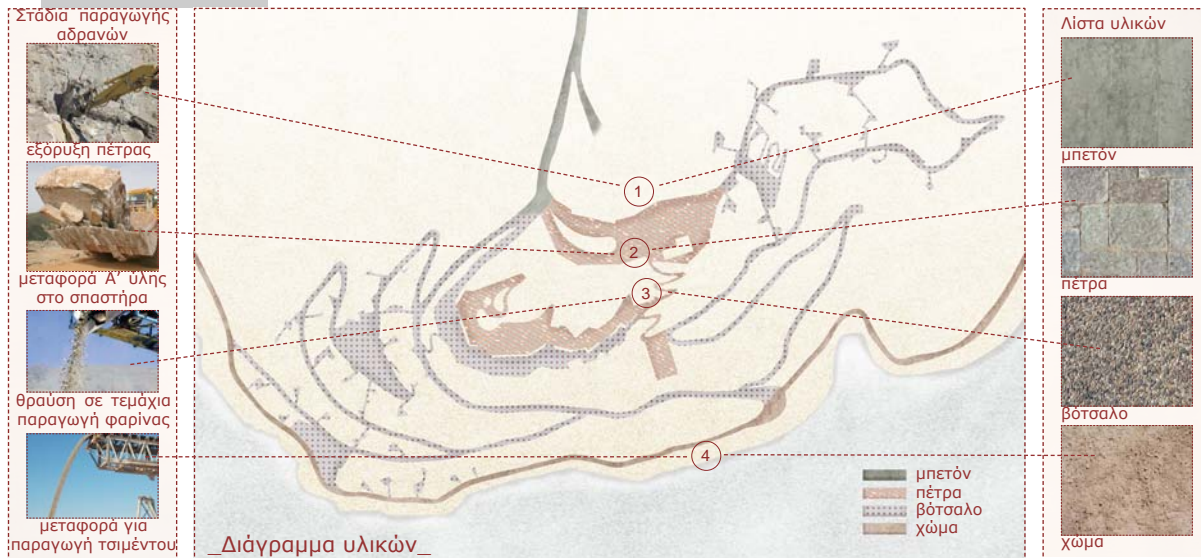 Στάδια παραγωγής
αδρανών
εξόρυξη πέτρας
μεταφορά Α' ύλης
στο σπαστήρα
θραύση σε τεμάχια
παραγωγή φαρίνας
μεταφορά για
παραγωγή τσιμέντου
1
2
3
4
μπετόν
πέτρα
βότσαλο
χώμα
_Διάγραμμα υλικών_
Λίστα υλικών
μπετόν
πέτρα
βότσαλο
χώμα